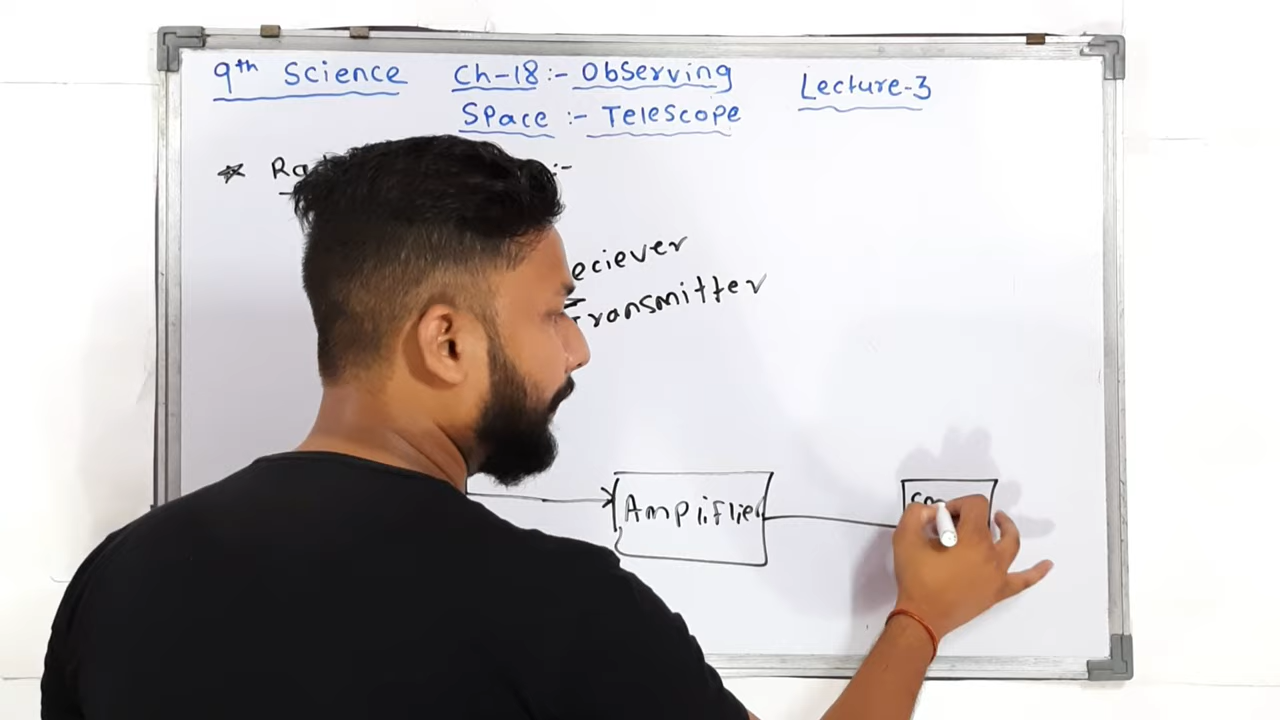 9th Science Ch-18:- Observing Lecture-3
Space :- Telescope
:-
eciever
Transmitter
Amplifier